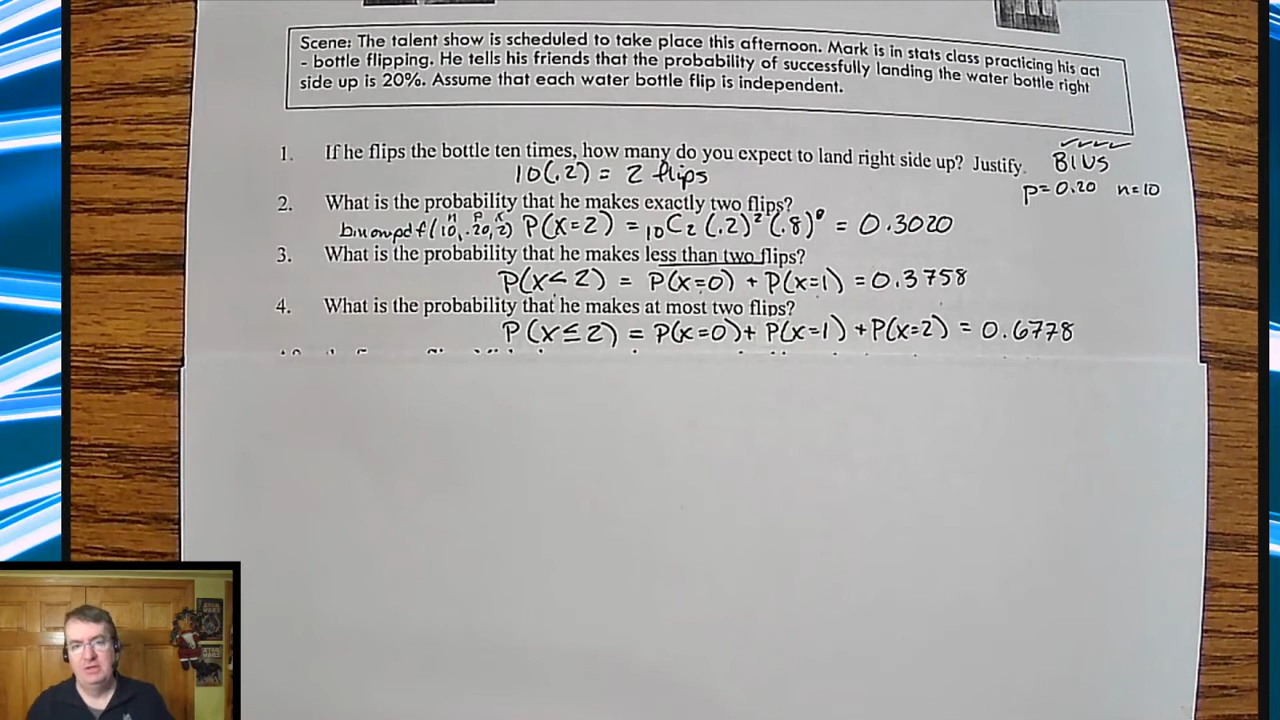 Scene: The talent show is scheduled to take place this afternoon. Mark is in stats class practicing his act
- bottle flipping. He tells his friends that the probability of successfully landing the water bottle right
side up is 20%. Assume that each water bottle flip is independent.
1. If he flips the bottle ten times, how many do you expect to land right side up? Justify.
BINS
10(.2) = 2 flips
p=0.20 n=10
2. What is the probability that he makes exactly two flips?
n p x
binompdf(10, .20, 2) P(X=2) = ₁₀C₂ (.2)² (.8)⁸ = 0.3020
3. What is the probability that he makes less than two flips?
P(X<2) = P(X=0) + P(X=1) = 0.3758
4. What is the probability that he makes at most two flips?
P(X≤2) = P(X=0) + P(X=1) + P(X=2) = 0.6778
STAR WARS